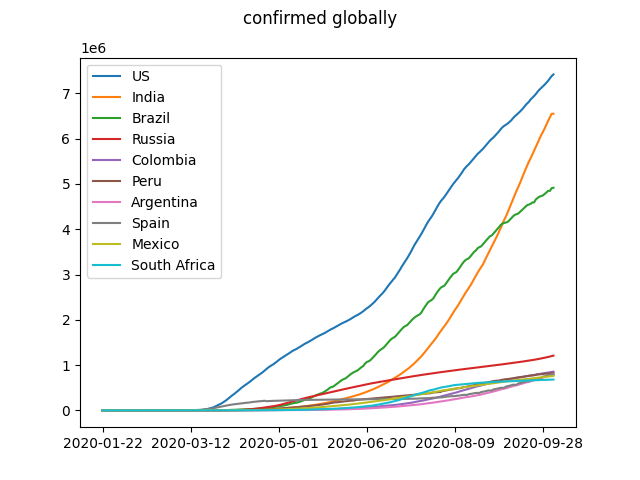 confirmed globally
1e6
7
6
5
4
3
2
1
0
US
India
Brazil
Russia
Colombia
Peru
Argentina
Spain
Mexico
South Africa
2020-01-22 2020-03-12 2020-05-01 2020-06-20 2020-08-09 2020-09-28